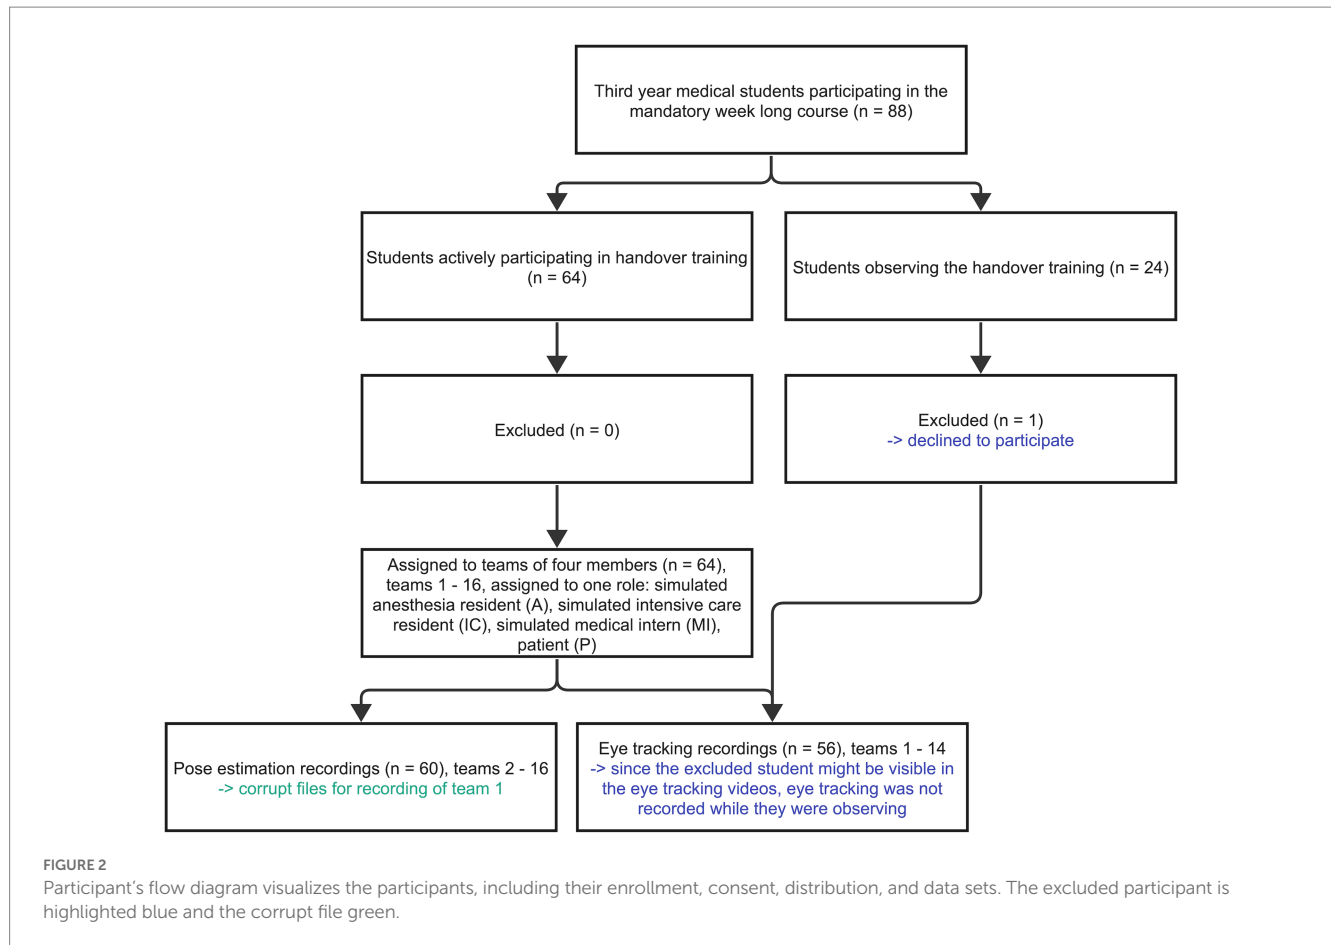 Third year medical students participating in the
mandatory week long course (n = 88)
Students actively participating in handover training
(n = 64)
Students observing the handover training (n = 24)
Excluded (n = 0)
Excluded (n = 1)
-> declined to participate
Assigned to teams of four members (n = 64),
teams 1 - 16, assigned to one role: simulated
anesthesia resident (A), simulated intensive care
resident (IC), simulated medical intern (MI),
patient (P)
Pose estimation recordings (n = 60), teams 2 - 16
-> corrupt files for recording of team 1
Eye tracking recordings (n = 56), teams 1 - 14
-> since the excluded student might be visible in
the eye tracking videos, eye tracking was not
recorded while they were observing
FIGURE 2
Participant's flow diagram visualizes the participants, including their enrollment, consent, distribution, and data sets. The excluded participant is
highlighted blue and the corrupt file green.